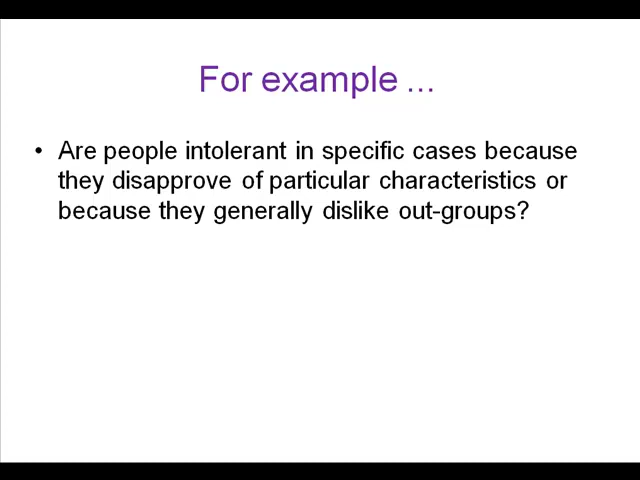 For example ...
• Are people intolerant in specific cases because
they disapprove of particular characteristics or
because they generally dislike out-groups?